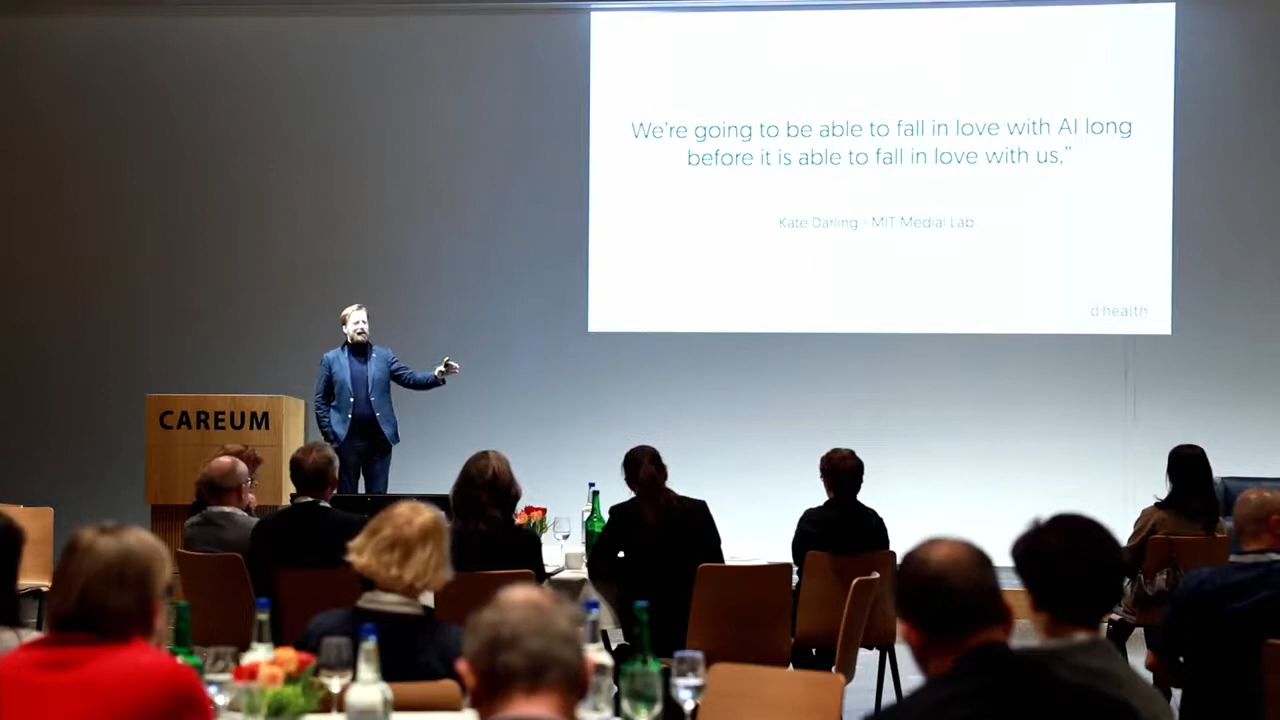 We're going to be able to fall in love with AI long
before it is able to fall in love with us,"
Kate Darling - MIT Medial Lab
d health
CAREUM